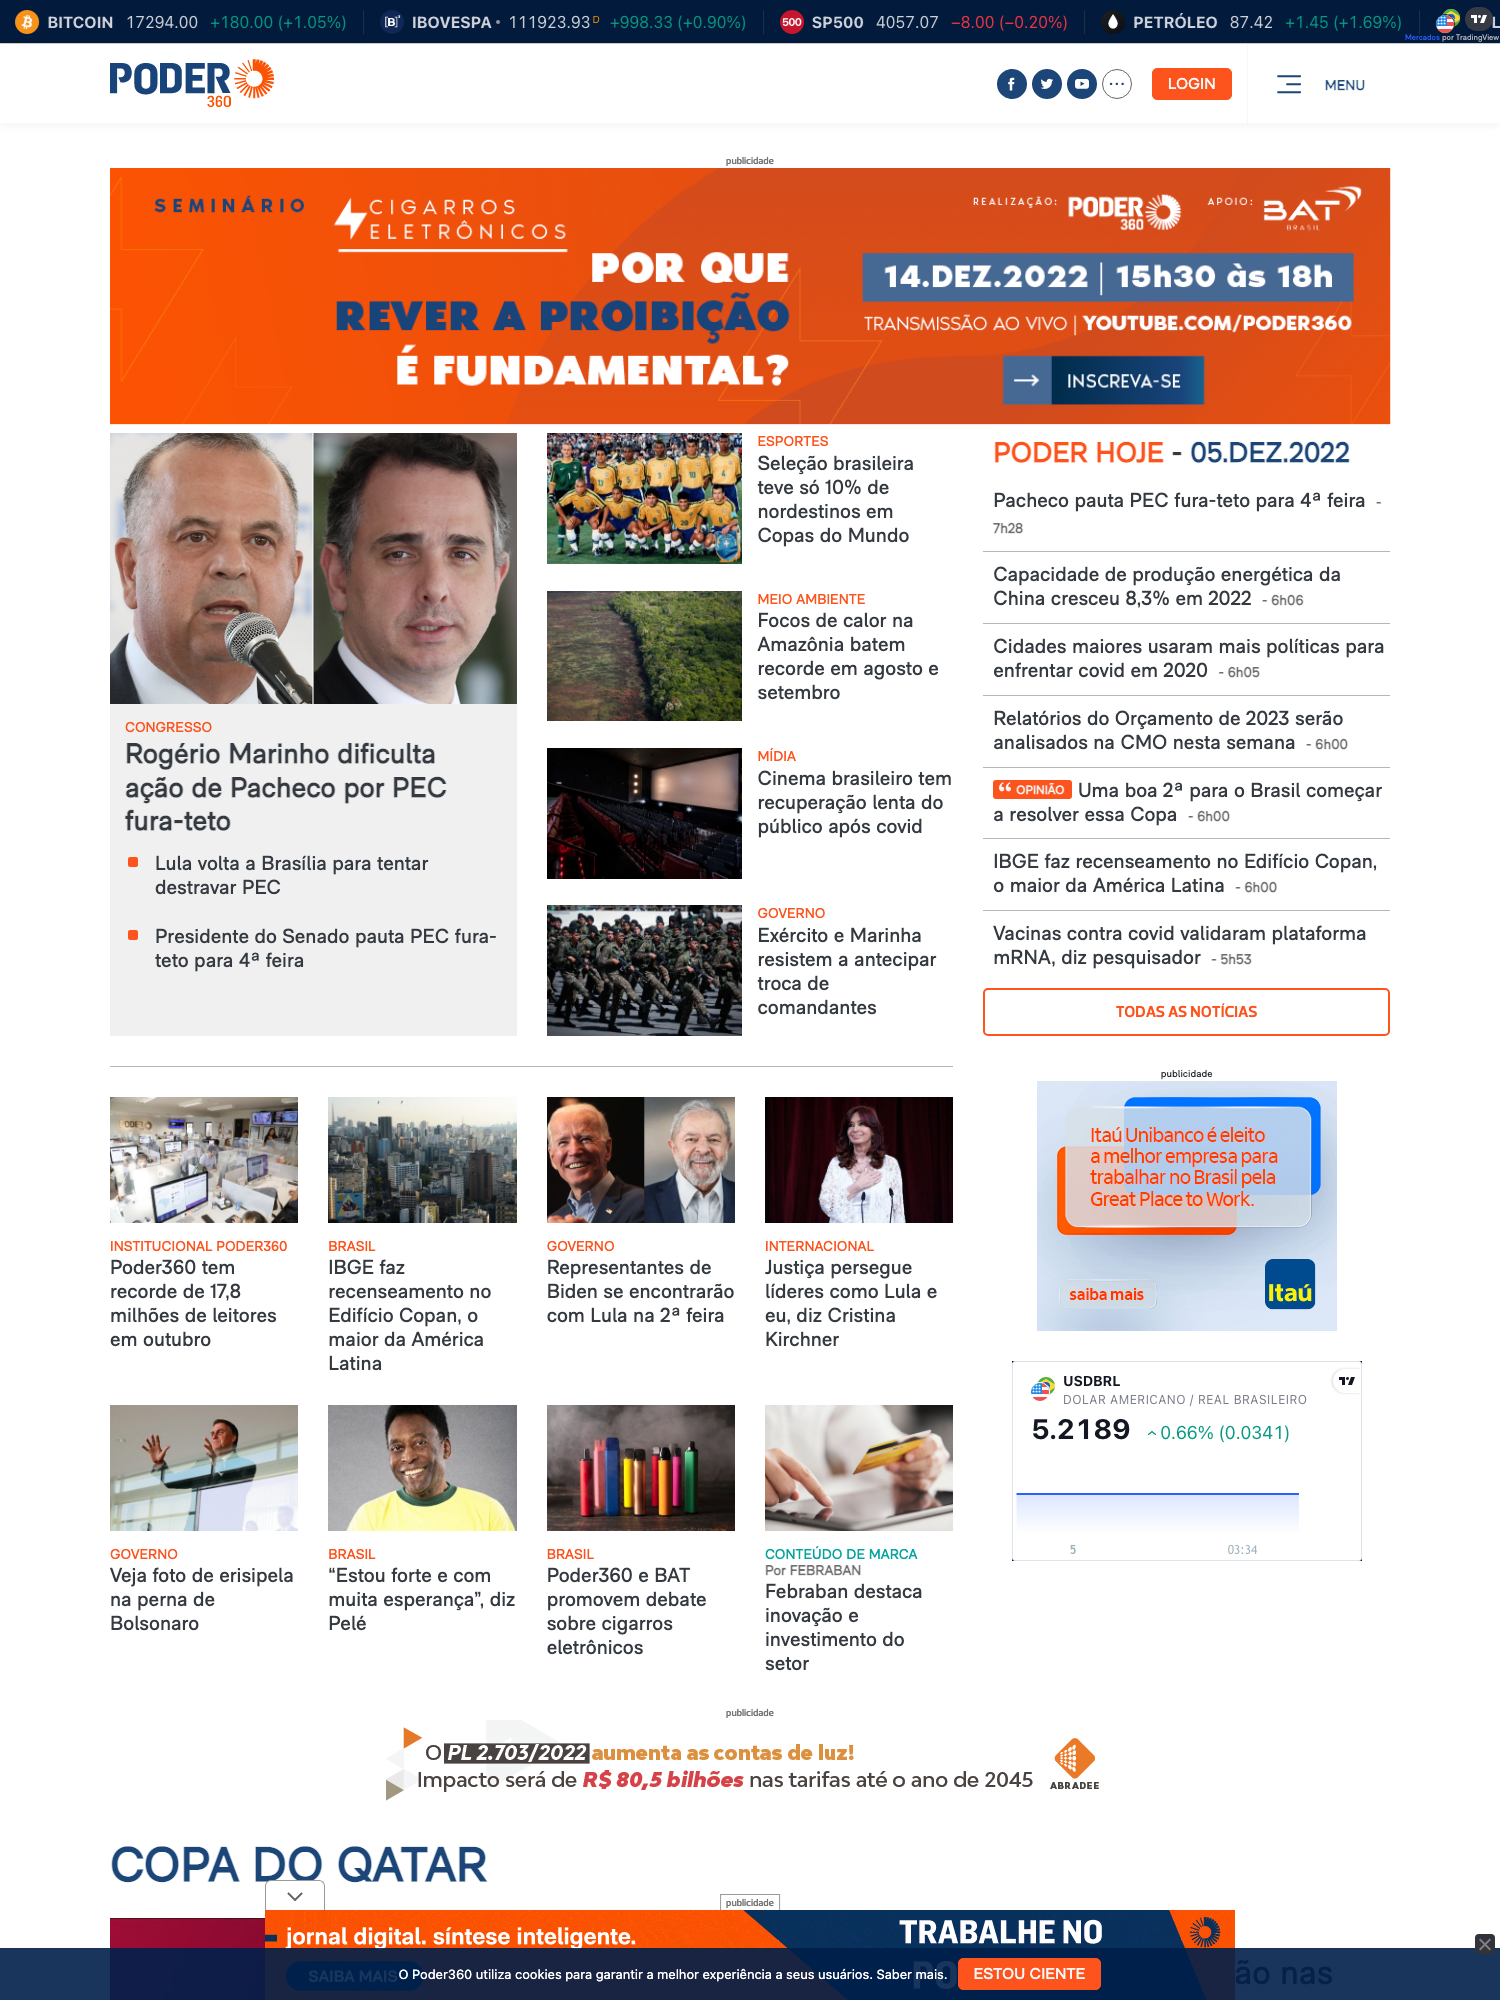 BITCOIN 17294.00 +180.00 (+1.05%) IBOVESPA • 111923.93 D +998.33 (+0.90%) 500 SP500 4057.07 −8.00 (−0.20%) PETRÓLEO 87.42 +1.45 (+1.69%)
Mercados por TradingView
PODER
360
LOGIN
MENU
publicidade
SEMINÁRIO
CIGARROS
ELETRÔNICOS
POR QUE
REVER A PROIBIÇÃO
É FUNDAMENTAL?
REALIZAÇÃO: PODER 360 APOIO: BAT
BRASIL
14.DEZ.2022 | 15h30 às 18h
TRANSMISSÃO AO VIVO | YOUTUBE.COM/PODER360
INSCREVA-SE
CONGRESSO
Rogério Marinho dificulta
ação de Pacheco por PEC
fura-teto
Lula volta a Brasília para tentar
destravar PEC
Presidente do Senado pauta PEC fura-
teto para 4ª feira
ESPORTES
Seleção brasileira
teve só 10% de
nordestinos em
Copas do Mundo
MEIO AMBIENTE
Focos de calor na
Amazônia batem
recorde em agosto e
setembro
MÍDIA
Cinema brasileiro tem
recuperação lenta do
público após covid
GOVERNO
Exército e Marinha
resistem a antecipar
troca de
comandantes
PODER HOJE - 05.DEZ.2022
Pacheco pauta PEC fura-teto para 4ª feira -
7h28
Capacidade de produção energética da
China cresceu 8,3% em 2022 - 6h06
Cidades maiores usaram mais políticas para
enfrentar covid em 2020 - 6h05
Relatórios do Orçamento de 2023 serão
analisados na CMO nesta semana - 6h00
OPINIÃO Uma boa 2ª para o Brasil começar
a resolver essa Copa - 6h00
IBGE faz recenseamento no Edifício Copan,
o maior da América Latina - 6h00
Vacinas contra covid validaram plataforma
mRNA, diz pesquisador - 5h53
TODAS AS NOTÍCIAS
INSTITUCIONAL PODER360
Poder360 tem
recorde de 17,8
milhões de leitores
em outubro
BRASIL
IBGE faz
recenseamento no
Edifício Copan, o
maior da América
Latina
GOVERNO
Representantes de
Biden se encontrarão
com Lula na 2ª feira
INTERNACIONAL
Justiça persegue
líderes como Lula e
eu, diz Cristina
Kirchner
publicidade
Itaú Unibanco é eleito
a melhor empresa para
trabalhar no Brasil pela
Great Place to Work.
saiba mais
Itaú
USDBRL
DOLAR AMERICANO / REAL BRASILEIRO
5.2189 0.66% (0.0341)
5 03:34
GOVERNO
Veja foto de erisipela
na perna de
Bolsonaro
BRASIL
“Estou forte e com
muita esperança”, diz
Pelé
BRASIL
Poder360 e BAT
promovem debate
sobre cigarros
eletrônicos
CONTEÚDO DE MARCA
Por FEBRABAN
Febraban destaca
inovação e
investimento do
setor
publicidade
O PL 2.703/2022 aumenta as contas de luz!
Impacto será de R$ 80,5 bilhões nas tarifas até o ano de 2045
ABRADEE
COPA DO QATAR
publicidade
jornal digital. síntese inteligente.
TRABALHE NO
SAIBA MAIS
O Poder360 utiliza cookies para garantir a melhor experiência a seus usuários. Saber mais.
ESTOU CIENTE
ão nas